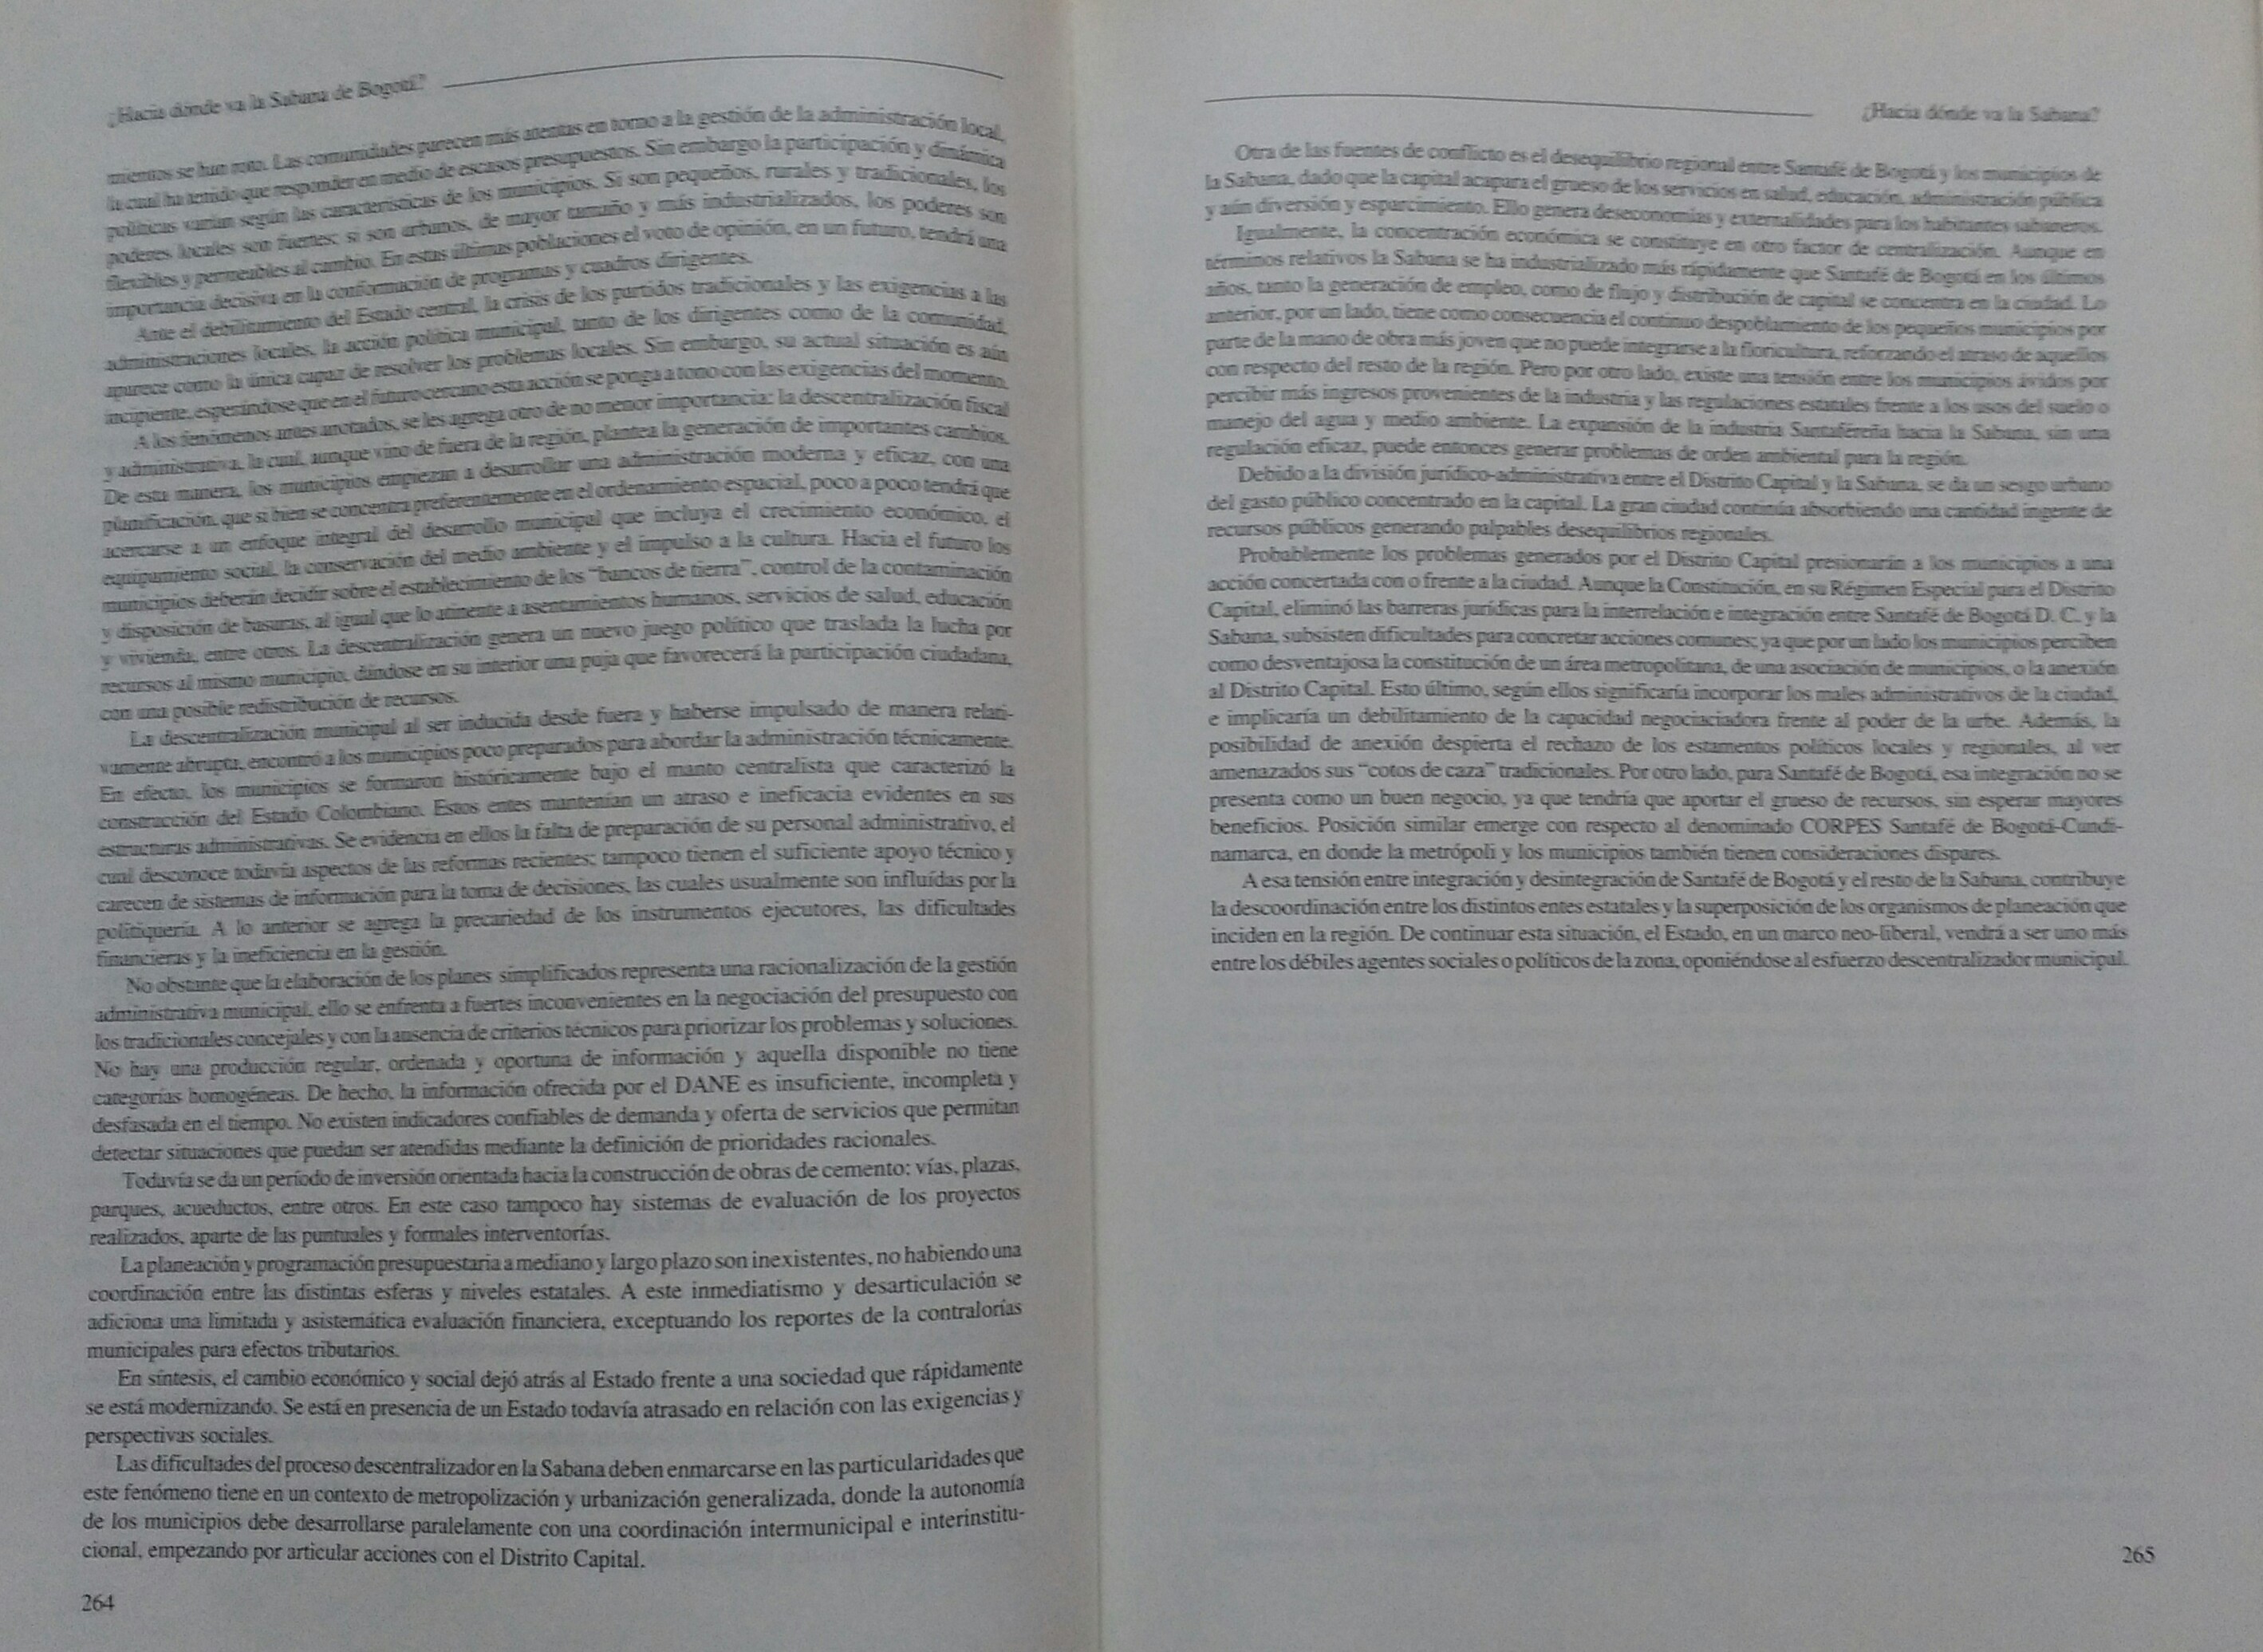 ¿Hacia dónde va la Sabana de Bogotá?
mientos se han roto. Las comunidades parecen más atentas en torno a la gestión de la administración local,
la cual ha tenido que responder en medio de escasos presupuestos. Sin embargo la participación y dinámica
políticas varían según las características de los municipios. Si son pequeños, rurales y tradicionales, los
poderes locales son fuertes; si son urbanos, de mayor tamaño y más industrializados, los poderes son
flexibles y permeables al cambio. En estas últimas poblaciones el voto de opinión, en un futuro, tendrá una
importancia decisiva en la conformación de programas y cuadros dirigentes.
Ante el debilitamiento del Estado central, la crisis de los partidos tradicionales y las exigencias a las
administraciones locales, la acción política municipal, tanto de los dirigentes como de la comunidad,
aparece como la única capaz de resolver los problemas locales. Sin embargo, su actual situación es aún
incipiente, esperándose que en el futuro cercano esta acción se ponga a tono con las exigencias del momento.
A los fenómenos antes anotados, se les agrega otro de no menor importancia: la descentralización fiscal
y administrativa, la cual, aunque vino de fuera de la región, plantea la generación de importantes cambios.
De esta manera, los municipios empiezan a desarrollar una administración moderna y eficaz, con una
planificación, que si bien se concentra preferentemente en el ordenamiento espacial, poco a poco tendrá que
acercarse a un enfoque integral del desarrollo municipal que incluya el crecimiento económico, el
equipamiento social, la conservación del medio ambiente y el impulso a la cultura. Hacia el futuro los
municipios deberán decidir sobre el establecimiento de los “bancos de tierra”, control de la contaminación
y disposición de basuras, al igual que lo atinente a asentamientos humanos, servicios de salud, educación
y vivienda, entre otros. La descentralización genera un nuevo juego político que traslada la lucha por
recursos al mismo municipio, dándose en su interior una puja que favorecerá la participación ciudadana,
con una posible redistribución de recursos.
La descentralización municipal al ser inducida desde fuera y haberse impulsado de manera relati-
vamente abrupta, encontró a los municipios poco preparados para abordar la administración técnicamente.
En efecto, los municipios se formaron históricamente bajo el manto centralista que caracterizó la
construcción del Estado Colombiano. Estos entes mantenían un atraso e ineficacia evidentes en sus
estructuras administrativas. Se evidencia en ellos la falta de preparación de su personal administrativo, el
cual desconoce todavía aspectos de las reformas recientes; tampoco tienen el suficiente apoyo técnico y
carecen de sistemas de información para la toma de decisiones, las cuales usualmente son influídas por la
politiquería. A lo anterior se agrega la precariedad de los instrumentos ejecutores, las dificultades
financieras y la ineficiencia en la gestión.
No obstante que la elaboración de los planes simplificados representa una racionalización de la gestión
administrativa municipal, ello se enfrenta a fuertes inconvenientes en la negociación del presupuesto con
los tradicionales concejales y con la ausencia de criterios técnicos para priorizar los problemas y soluciones.
No hay una producción regular, ordenada y oportuna de información y aquella disponible no tiene
categorías homogéneas. De hecho, la información ofrecida por el DANE es insuficiente, incompleta y
desfasada en el tiempo. No existen indicadores confiables de demanda y oferta de servicios que permitan
detectar situaciones que puedan ser atendidas mediante la definición de prioridades racionales.
Todavía se da un período de inversión orientada hacia la construcción de obras de cemento: vías, plazas,
parques, acueductos, entre otros. En este caso tampoco hay sistemas de evaluación de los proyectos
realizados, aparte de las puntuales y formales interventorías.
La planeación y programación presupuestaria a mediano y largo plazo son inexistentes, no habiendo una
coordinación entre las distintas esferas y niveles estatales. A este inmediatismo y desarticulación se
adiciona una limitada y asistemática evaluación financiera, exceptuando los reportes de la contralorías
municipales para efectos tributarios.
En síntesis, el cambio económico y social dejó atrás al Estado frente a una sociedad que rápidamente
se está modernizando. Se está en presencia de un Estado todavía atrasado en relación con las exigencias y
perspectivas sociales.
Las dificultades del proceso descentralizador en la Sabana deben enmarcarse en las particularidades que
este fenómeno tiene en un contexto de metropolización y urbanización generalizada, donde la autonomía
de los municipios debe desarrollarse paralelamente con una coordinación intermunicipal e interinstitu-
cional, empezando por articular acciones con el Distrito Capital.
264
¿Hacia dónde va la Sabana?
Otra de las fuentes de conflicto es el desequilibrio regional entre Santafé de Bogotá y los municipios de
la Sabana, dado que la capital acapara el grueso de los servicios en salud, educación, administración pública
y aún diversión y esparcimiento. Ello genera deseconomías y externalidades para los habitantes sabaneros.
Igualmente, la concentración económica se constituye en otro factor de centralización. Aunque en
términos relativos la Sabana se ha industrializado más rápidamente que Santafé de Bogotá en los últimos
años, tanto la generación de empleo, como de flujo y distribución de capital se concentra en la ciudad. Lo
anterior, por un lado, tiene como consecuencia el continuo despoblamiento de los pequeños municipios por
parte de la mano de obra más joven que no puede integrarse a la floricultura, reforzando el atraso de aquellos
con respecto del resto de la región. Pero por otro lado, existe una tensión entre los municipios ávidos por
percibir más ingresos provenientes de la industria y las regulaciones estatales frente a los usos del suelo o
manejo del agua y medio ambiente. La expansión de la industria Santaféreña hacia la Sabana, sin una
regulación eficaz, puede entonces generar problemas de orden ambiental para la región.
Debido a la división jurídico-administrativa entre el Distrito Capital y la Sabana, se da un sesgo urbano
del gasto público concentrado en la capital. La gran ciudad continúa absorbiendo una cantidad ingente de
recursos públicos generando palpables desequilibrios regionales.
Probablemente los problemas generados por el Distrito Capital presionarán a los municipios a una
acción concertada con o frente a la ciudad. Aunque la Constitución, en su Régimen Especial para el Distrito
Capital, eliminó las barreras jurídicas para la interrelación e integración entre Santafé de Bogotá D. C. y la
Sabana, subsisten dificultades para concretar acciones comunes; ya que por un lado los municipios perciben
como desventajosa la constitución de un área metropolitana, de una asociación de municipios, o la anexión
al Distrito Capital. Esto último, según ellos significaría incorporar los males administrativos de la ciudad,
e implicaría un debilitamiento de la capacidad negociaciadora frente al poder de la urbe. Además, la
posibilidad de anexión despierta el rechazo de los estamentos políticos locales y regionales, al ver
amenazados sus “cotos de caza” tradicionales. Por otro lado, para Santafé de Bogotá, esa integración no se
presenta como un buen negocio, ya que tendría que aportar el grueso de recursos, sin esperar mayores
beneficios. Posición similar emerge con respecto al denominado CORPES Santafé de Bogotá-Cundi-
namarca, en donde la metrópoli y los municipios también tienen consideraciones dispares.
A esa tensión entre integración y desintegración de Santafé de Bogotá y el resto de la Sabana, contribuye
la descoordinación entre los distintos entes estatales y la superposición de los organismos de planeación que
inciden en la región. De continuar esta situación, el Estado, en un marco neo-liberal, vendrá a ser uno más
entre los débiles agentes sociales o políticos de la zona, oponiéndose al esfuerzo descentralizador municipal.
265